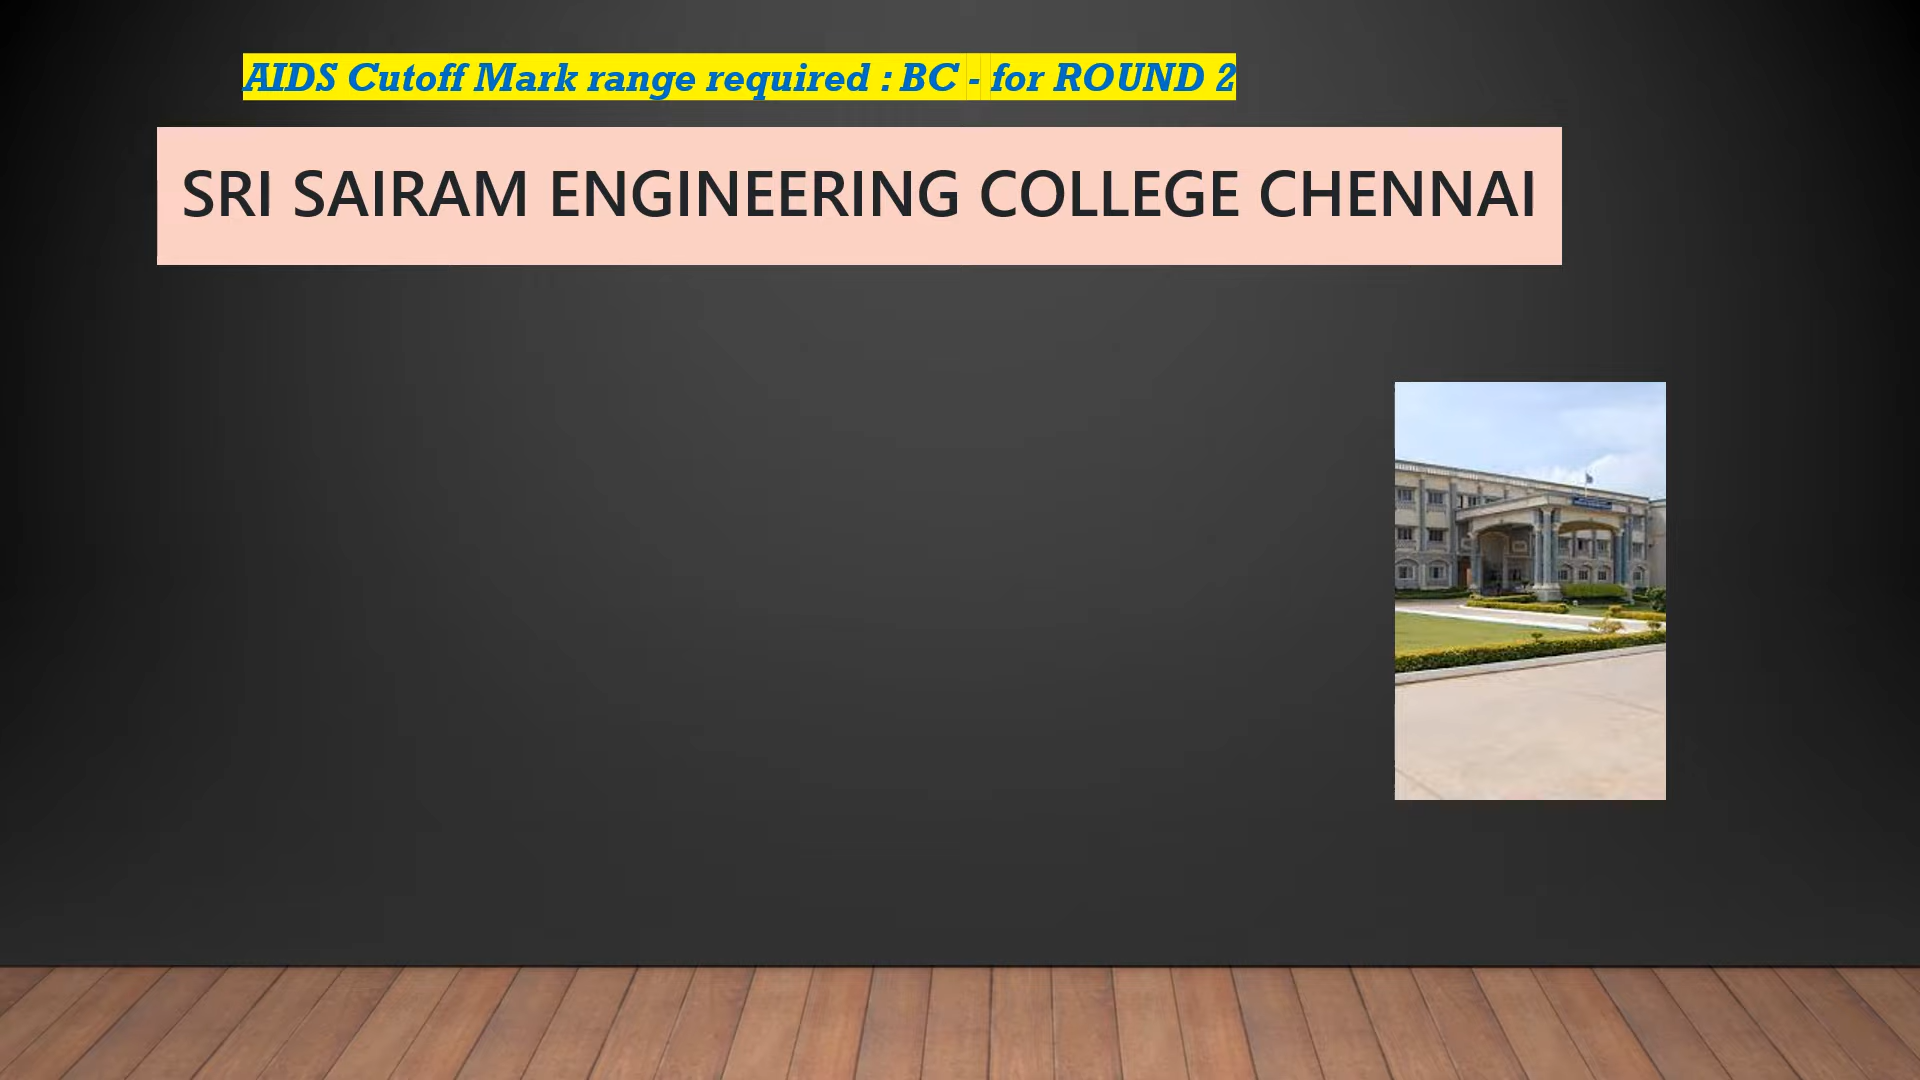 AIDS Cutoff Mark range required : BC - for ROUND 2
SRI SAIRAM ENGINEERING COLLEGE CHENNAI